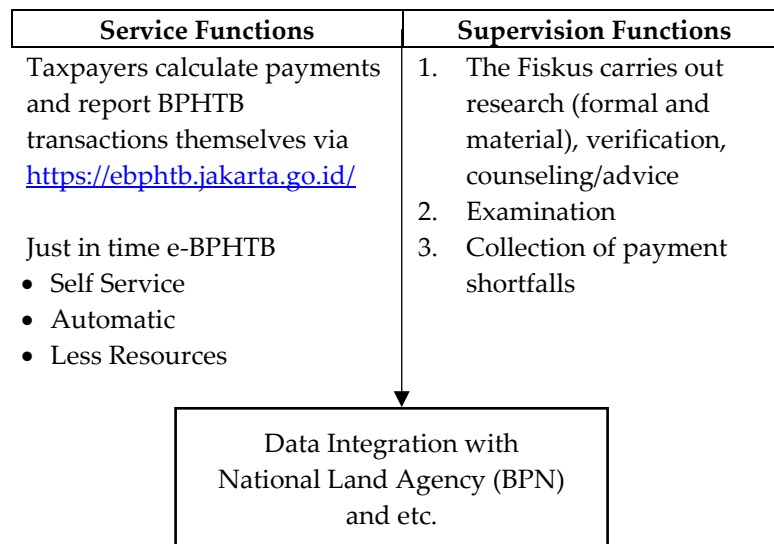 Service Functions
Supervision Functions
Taxpayers calculate payments
and report BPHTB
transactions themselves via
https://ebphtb.jakarta.go.id/
Just in time e-BPHTB
• Self Service
• Automatic
• Less Resources
1. The Fiskus carries out
research (formal and
material), verification,
counseling/advice
2. Examination
3. Collection of payment
shortfalls
Data Integration with
National Land Agency (BPN)
and etc.